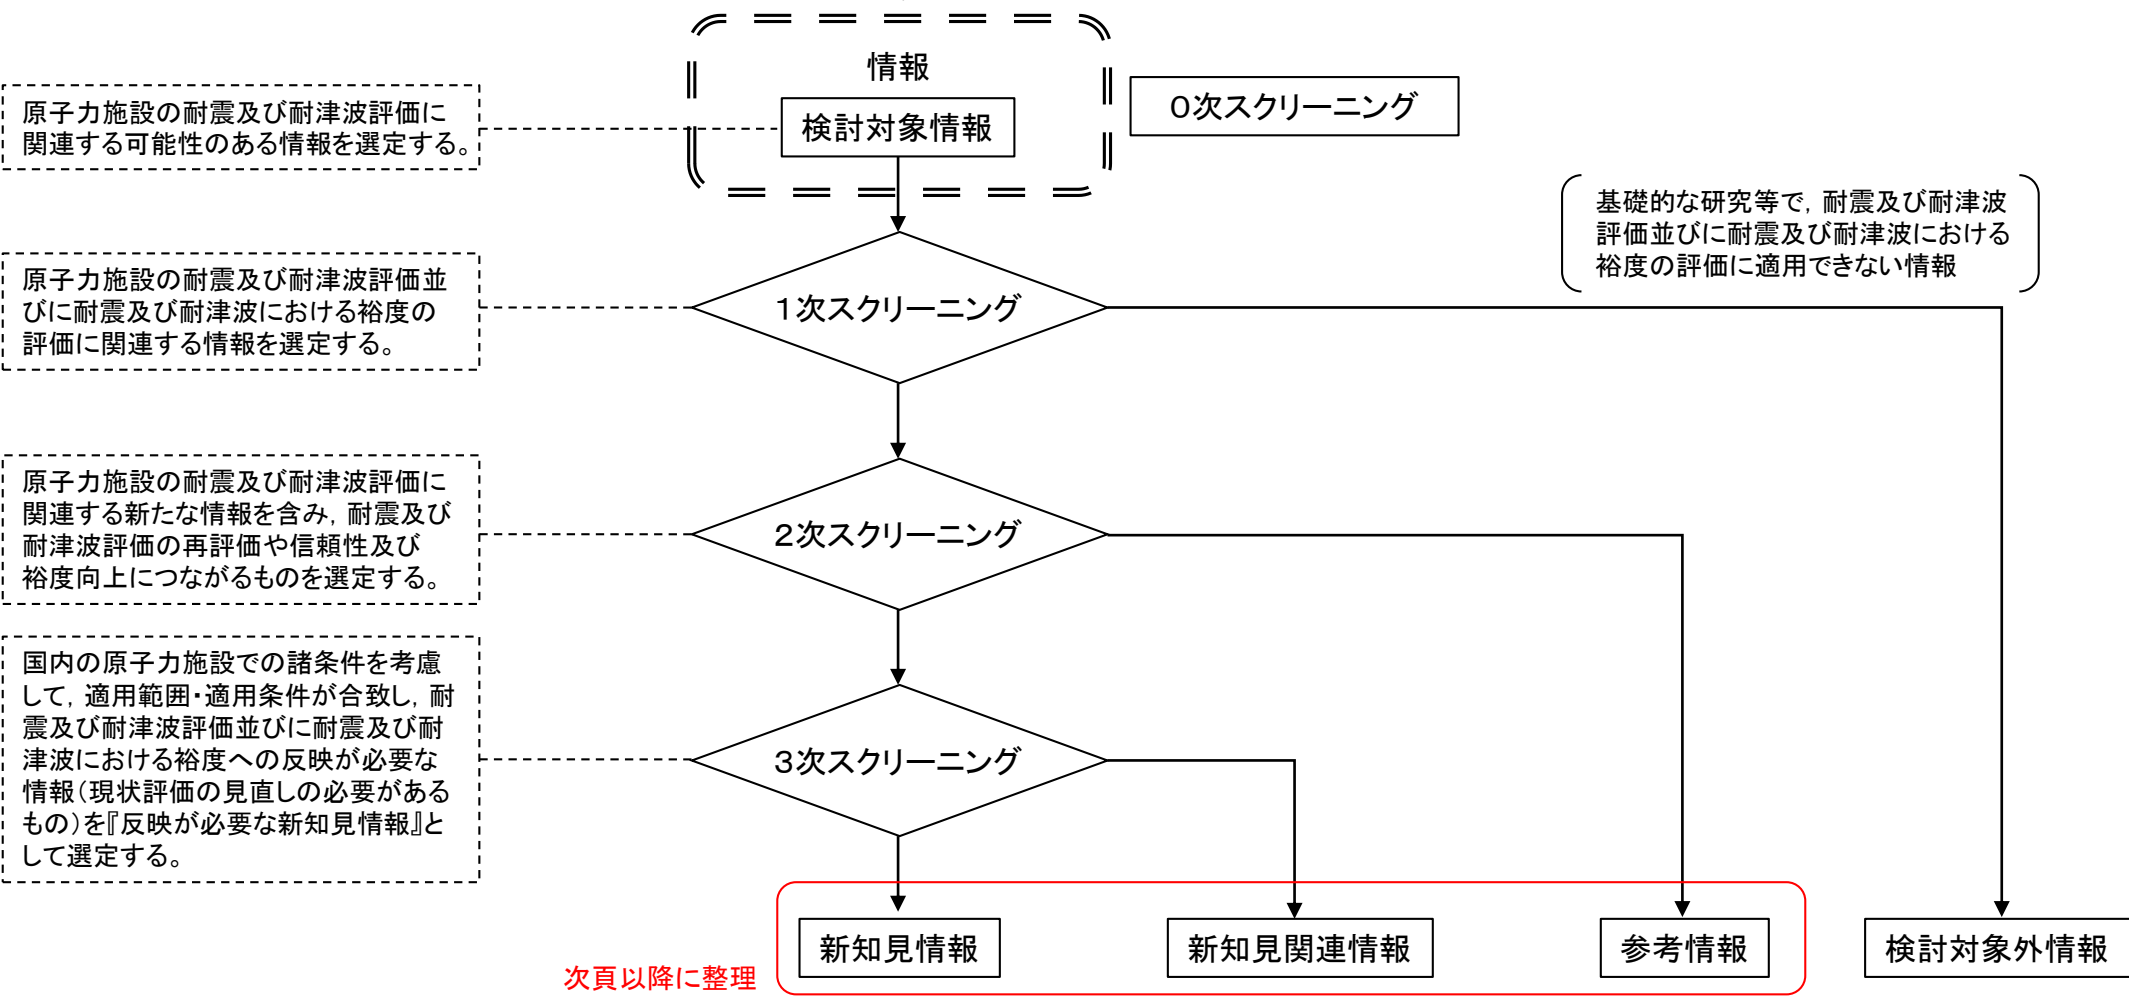 情報
検討対象情報
０次スクリーニング
原子力施設の耐震及び耐津波評価に
関連する可能性のある情報を選定する。
基礎的な研究等で，耐震及び耐津波
評価並びに耐震及び耐津波における
裕度の評価に適用できない情報
原子力施設の耐震及び耐津波評価並
びに耐震及び耐津波における裕度の
評価に関連する情報を選定する。
１次スクリーニング
原子力施設の耐震及び耐津波評価に
関連する新たな情報を含み，耐震及び
耐津波評価の再評価や信頼性及び
裕度向上につながるものを選定する。
２次スクリーニング
国内の原子力施設での諸条件を考慮
して，適用範囲・適用条件が合致し，耐
震及び耐津波評価並びに耐震及び耐
津波における裕度への反映が必要な
情報（現状評価の見直しの必要がある
もの）を『反映が必要な新知見情報』と
して選定する。
３次スクリーニング
新知見情報
新知見関連情報
参考情報
検討対象外情報
次頁以降に整理